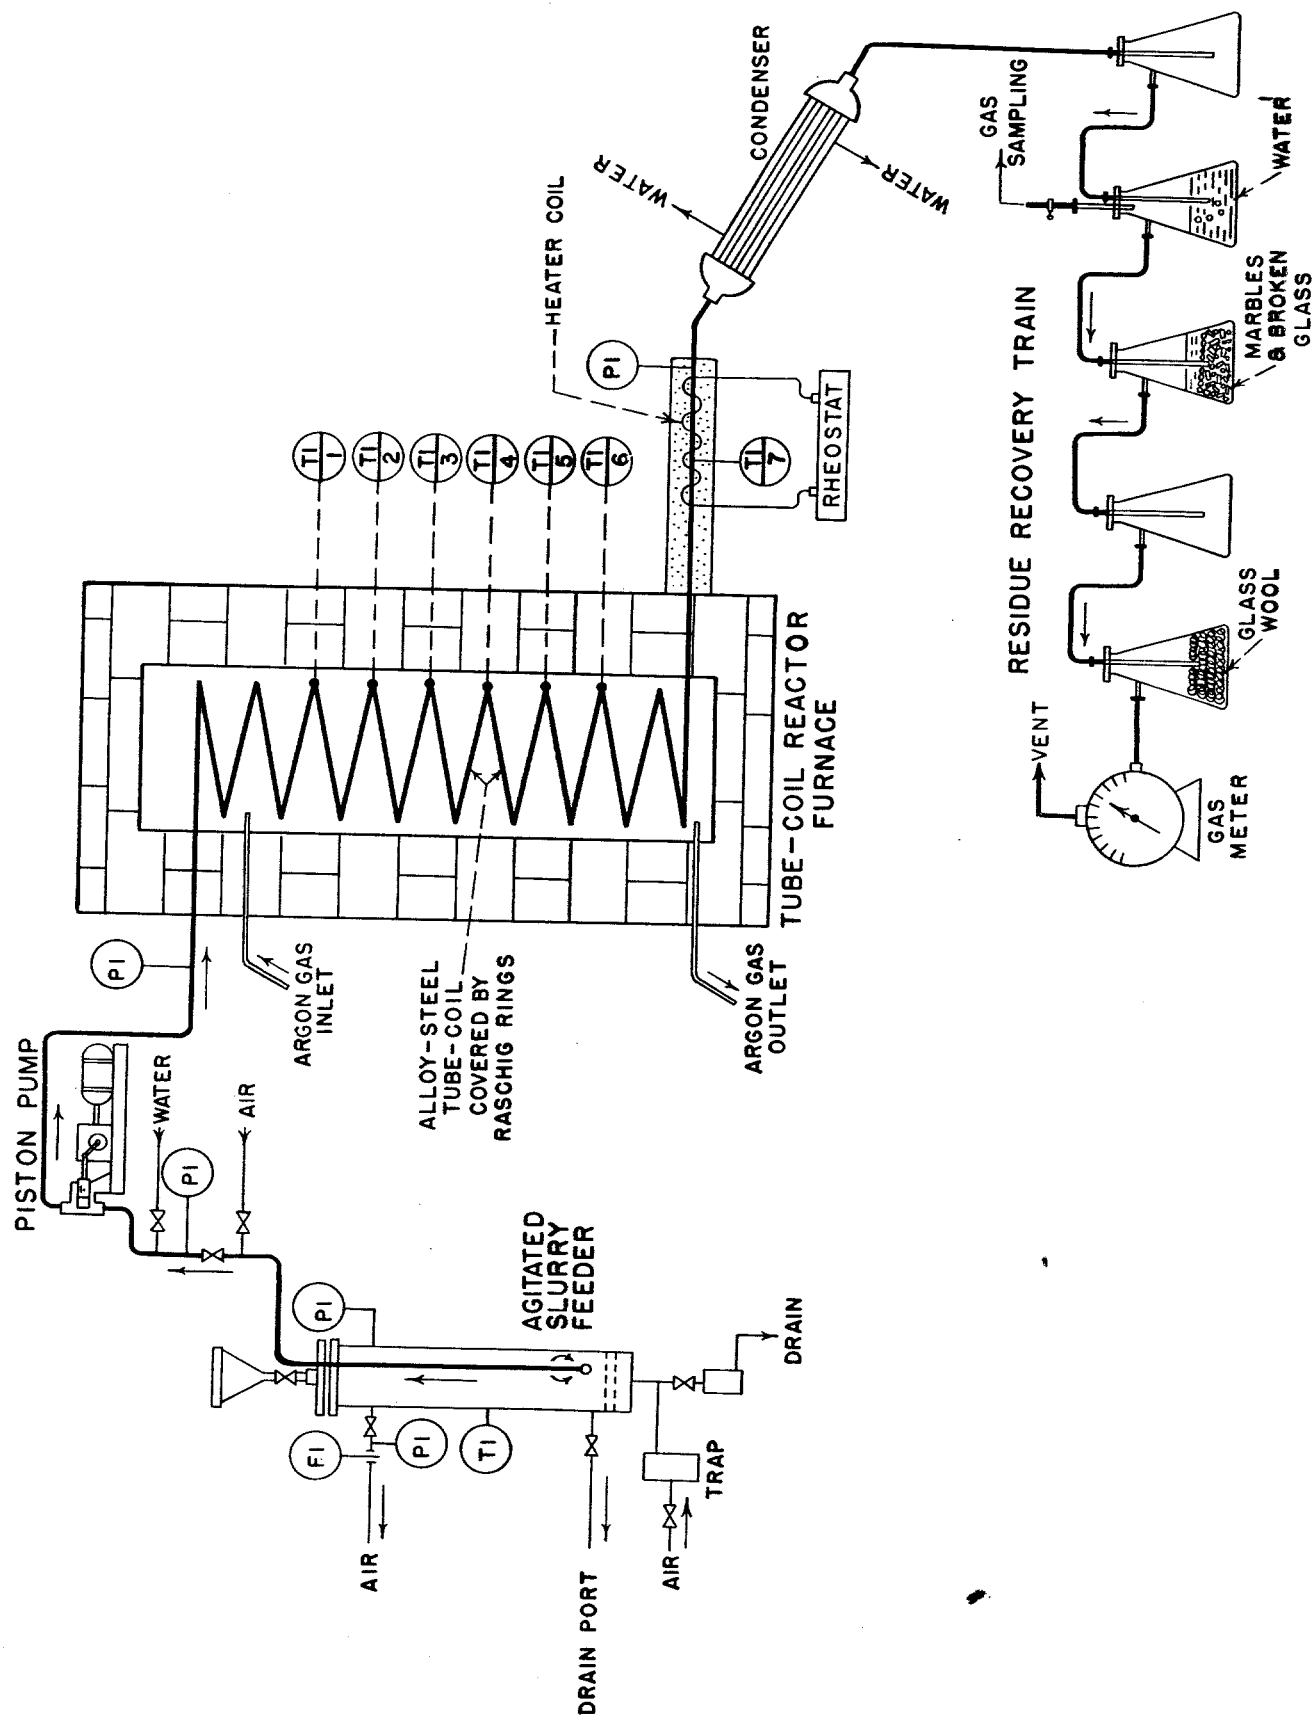 PISTON PUMP
WATER
PI
AIR
PI
AGITATED
SLURRY
FEEDER
FI
PI
TI
AIR
DRAIN PORT
AIR
TRAP
DRAIN
PI
ARGON GAS
INLET
ALLOY-STEEL
TUBE-COIL
COVERED BY
RASCHIG RINGS
ARGON GAS
OUTLET
TUBE-COIL REACTOR
FURNACE
TI
1
TI
2
TI
3
TI
4
TI
5
TI
6
PI
TI
7
HEATER COIL
RHEOSTAT
WATER
WATER
CONDENSER
RESIDUE RECOVERY TRAIN
GAS
SAMPLING
WATER
MARBLES
& BROKEN
GLASS
GLASS
WOOL
VENT
GAS
METER